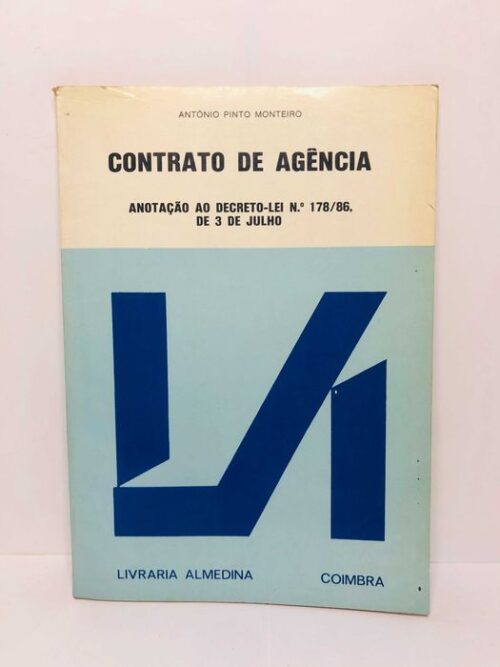 ANTÓNIO PINTO MONTEIRO
CONTRATO DE AGÊNCIA
ANOTAÇÃO AO DECRETO-LEI N.º 178/86,
DE 3 DE JULHO
LIVRARIA ALMEDINA COIMBRA